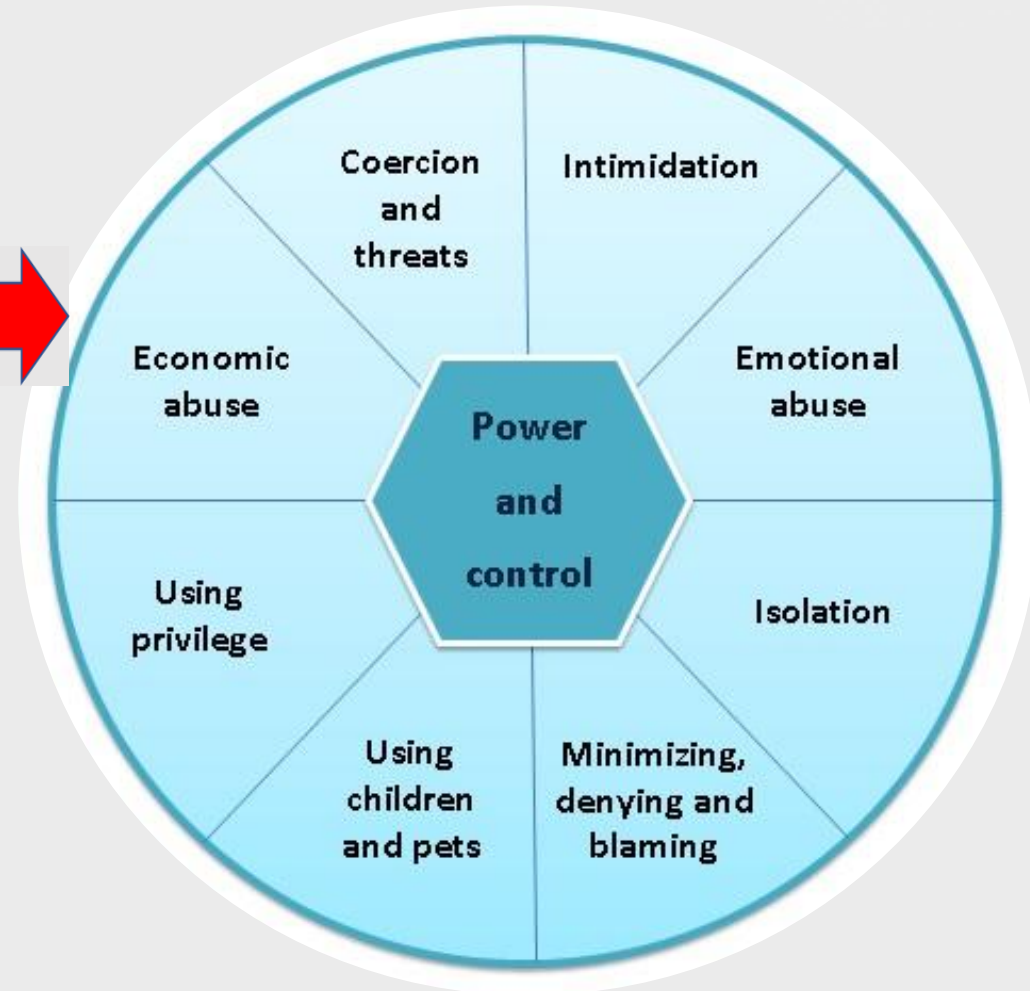 Coercion
and
threats
Intimidation
Economic
abuse
Emotional
abuse
Power
and
control
Using
privilege
Isolation
Using
children
and pets
Minimizing,
denying and
blaming